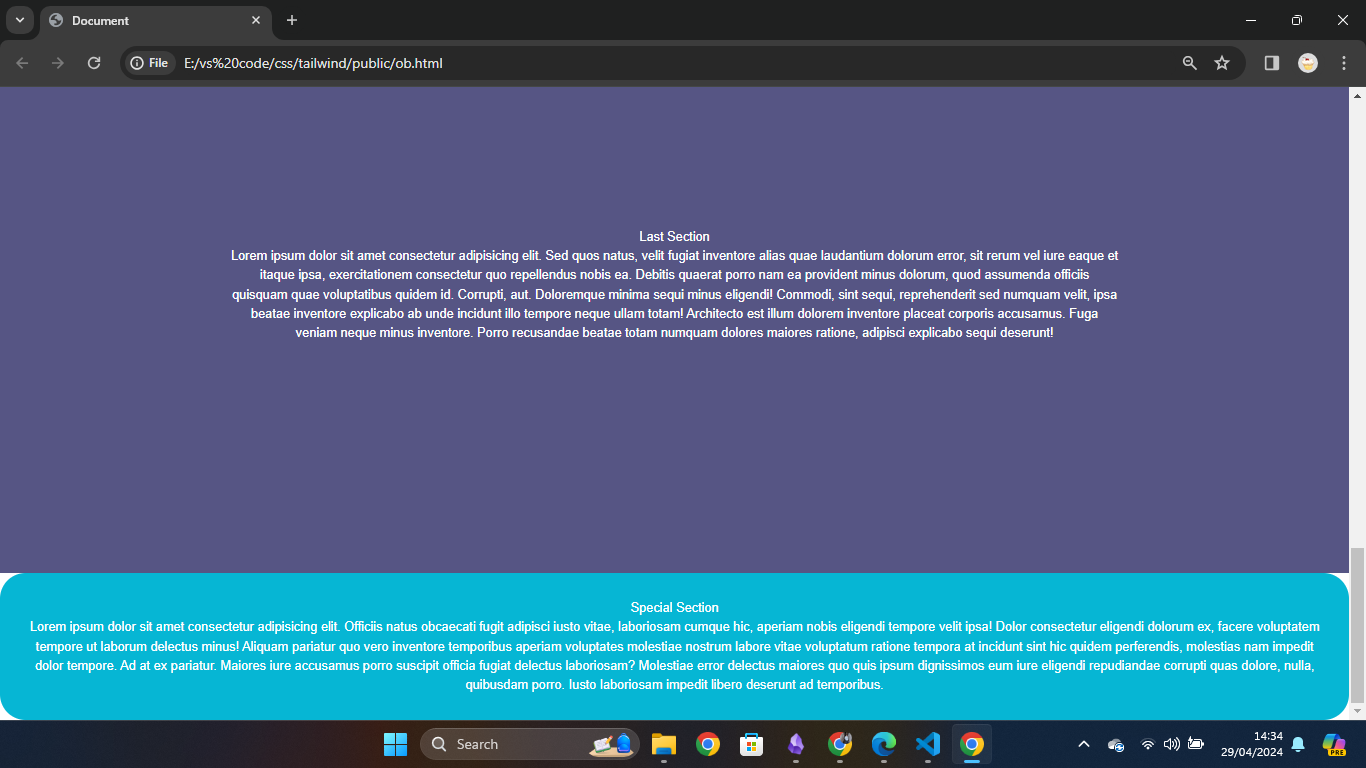 Document
File
E:/vs%20code/css/tailwind/public/ob.html
Last Section
Lorem ipsum dolor sit amet consectetur adipisicing elit. Sed quos natus, velit fugiat inventore alias quae laudantium dolorum error, sit rerum vel iure eaque et
itaque ipsa, exercitationem consectetur quo repellendus nobis ea. Debitis quaerat porro nam ea provident minus dolorum, quod assumenda officiis
quisquam quae voluptatibus quidem id. Corrupti, aut. Doloremque minima sequi minus eligendi! Commodi, sint sequi, reprehenderit sed numquam velit, ipsa
beatae inventore explicabo ab unde incidunt illo tempore neque ullam totam! Architecto est illum dolorem inventore placeat corporis accusamus. Fuga
veniam neque minus inventore. Porro recusandae beatae totam numquam dolores maiores ratione, adipisci explicabo sequi deserunt!
Special Section
Lorem ipsum dolor sit amet consectetur adipisicing elit. Officiis natus obcaecati fugit adipisci iusto vitae, laboriosam cumque hic, aperiam nobis eligendi tempore velit ipsa! Dolor consectetur eligendi dolorum ex, facere voluptatem
tempore ut laborum delectus minus! Aliquam pariatur quo vero inventore temporibus aperiam voluptates molestiae nostrum labore vitae voluptatum ratione tempora at incidunt sint hic quidem perferendis, molestias nam impedit
dolor tempore. Ad at ex pariatur. Maiores iure accusamus porro suscipit officia fugiat delectus laboriosam? Molestiae error delectus maiores quo quis ipsum dignissimos eum iure eligendi repudiandae corrupti quas dolore, nulla,
quibusdam porro. Iusto laboriosam impedit libero deserunt ad temporibus.
Search
14:34
29/04/2024
PRE